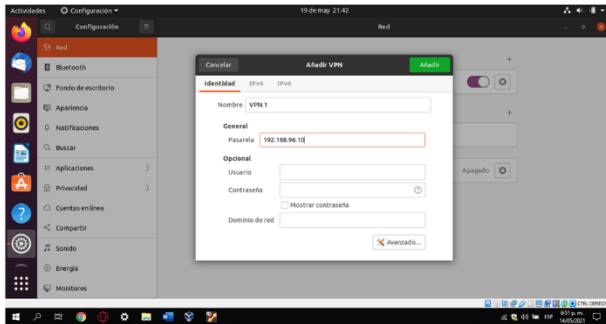 Actividades Configuración 19 de may 21:42
Configuración Red
Red
Bluetooth
Fondo de escritorio
Apariencia
Notificaciones
Buscar
Aplicaciones
Privacidad
Cuentas en línea
Compartir
Sonido
Energía
Monitores
Cancelar Añadir VPN Añadir
Identidad IPv4 IPv6
Nombre VPN 1
General
Pasarela 192.168.96.10
Opcional
Usuario
Contraseña
Mostrar contraseña
Dominio de red
Avanzado...
Apagado
CTRL DERECHO
ESP 9:51 p. m.
14/05/2021